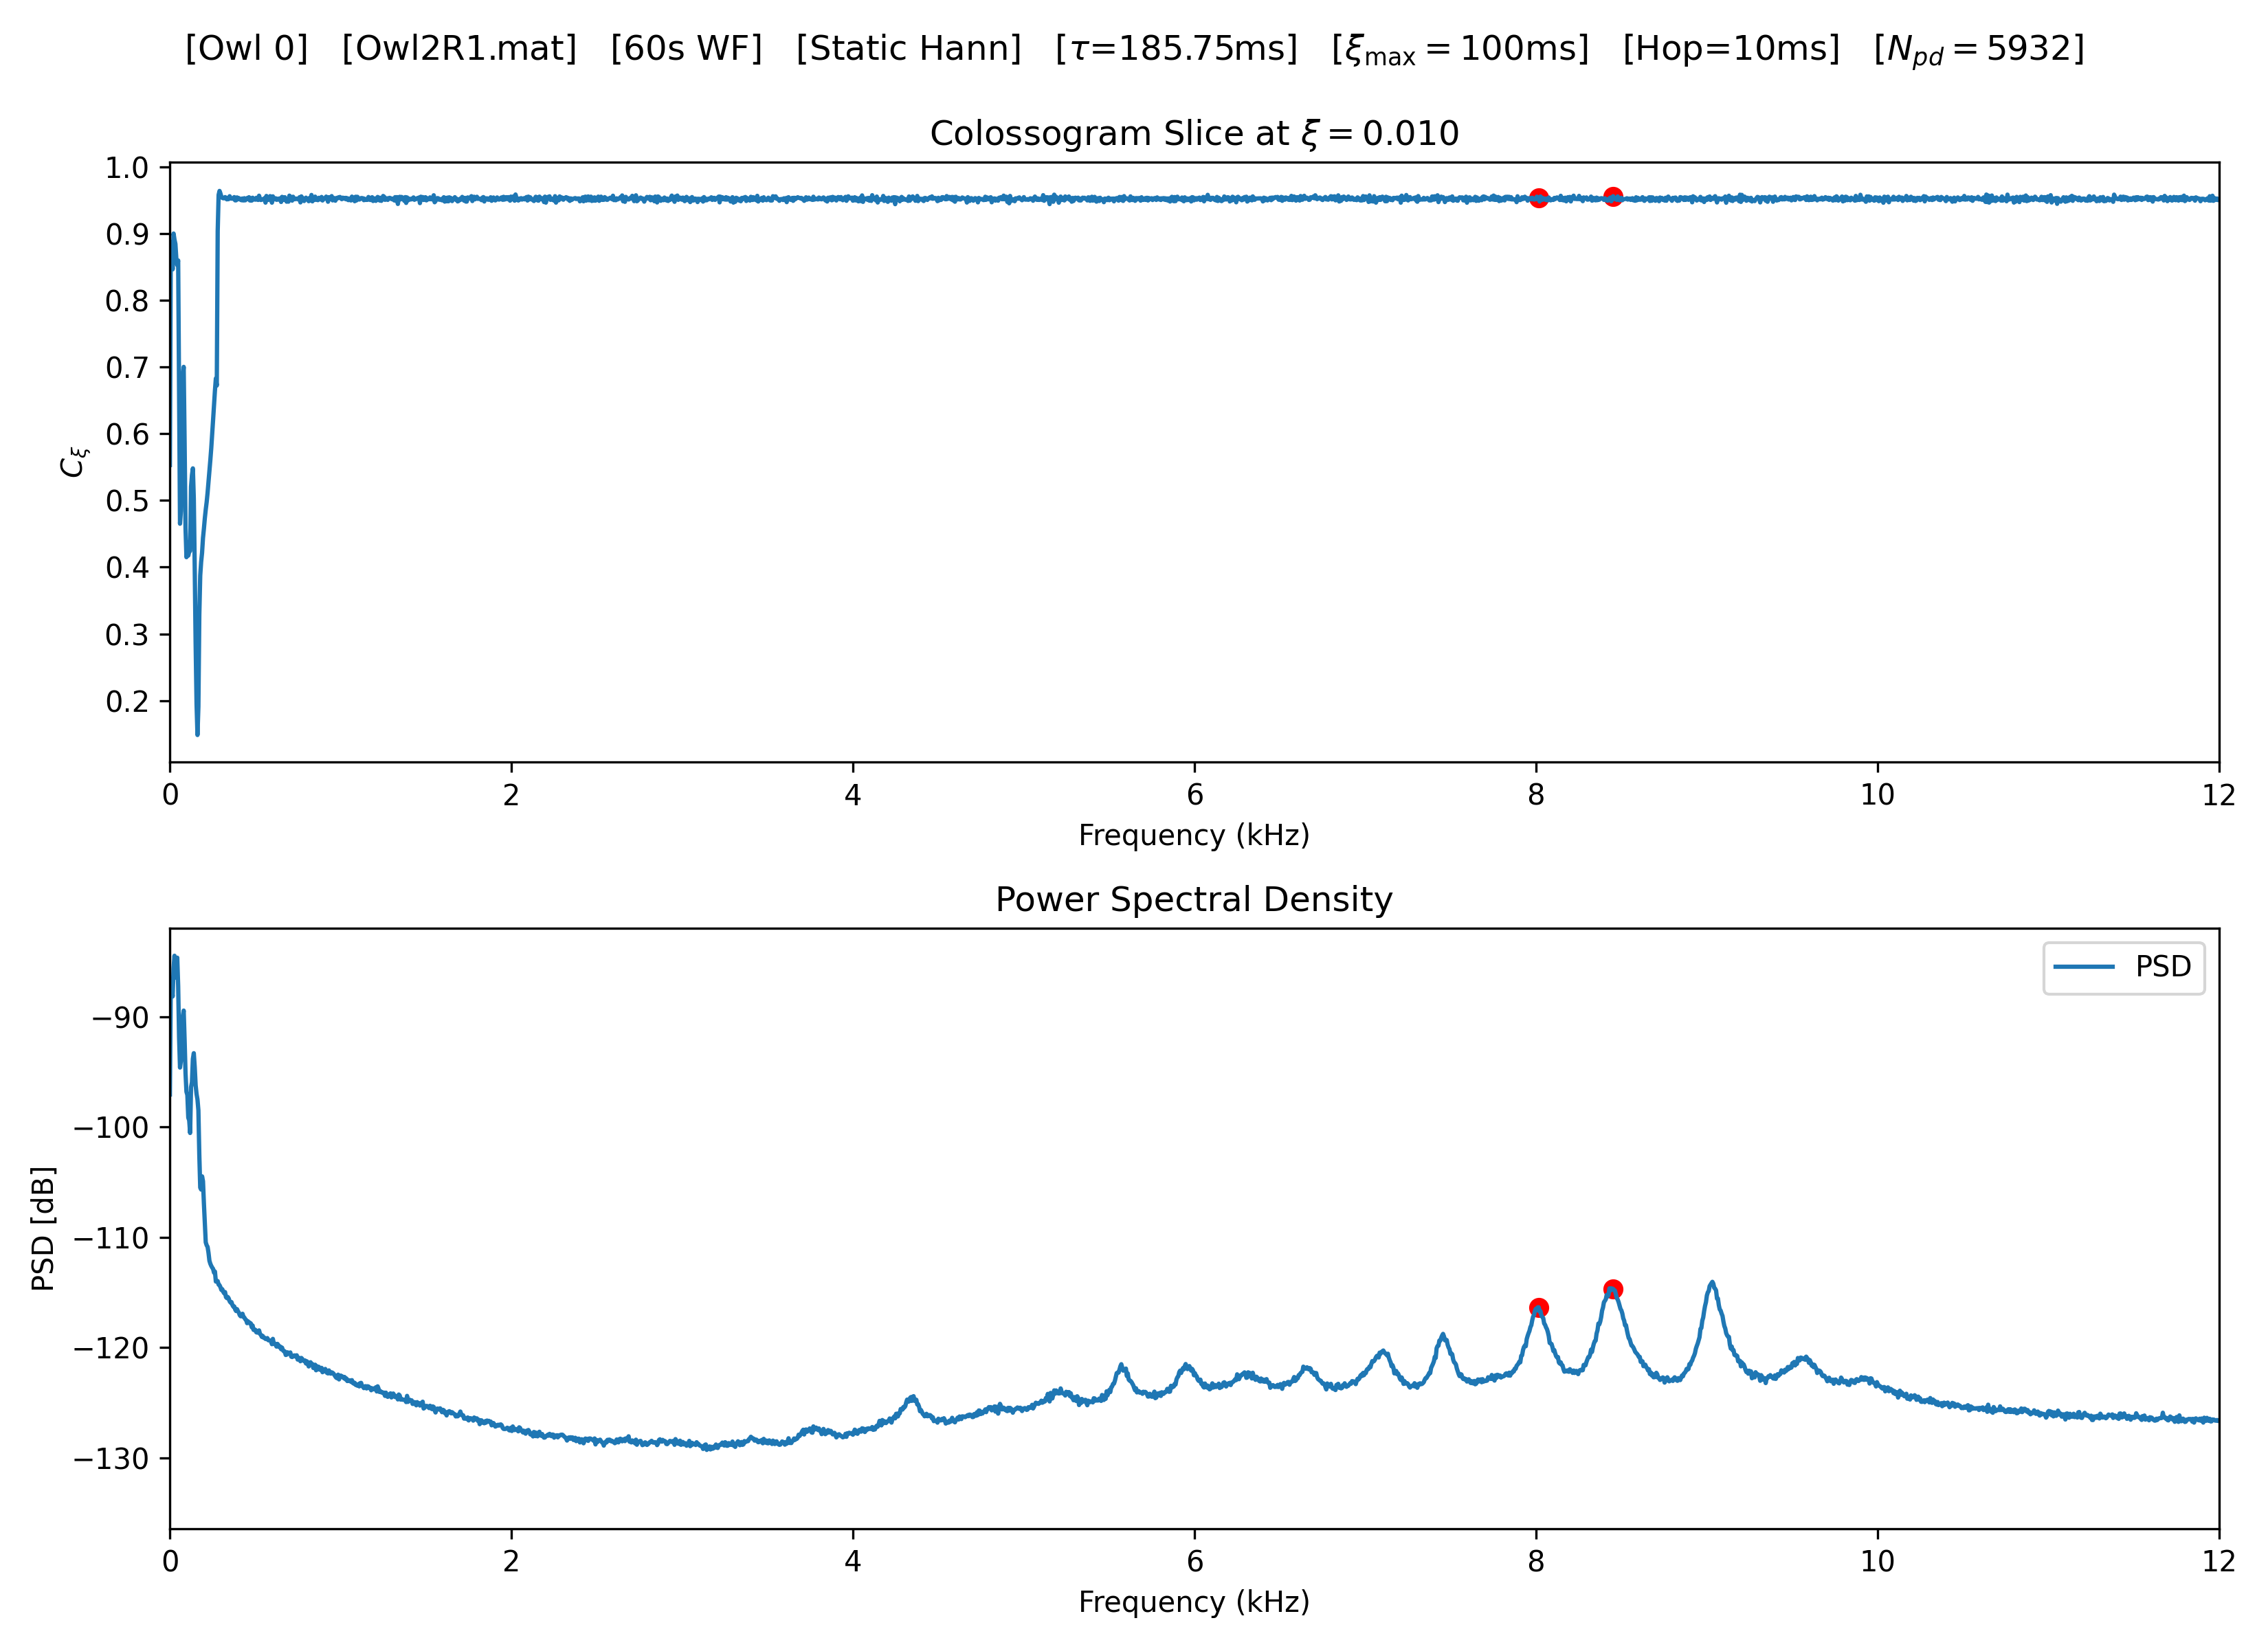 [Owl 0] [Owl2R1.mat] [60s WF] [Static Hann] [τ=185.75ms] [ξmax = 100ms] [Hop=10ms] [Npd = 5932]
Colossogram Slice at ξ = 0.010
1.0
0.9
0.8
0.7
0.6
0.5
0.4
0.3
0.2
Cξ
0 2 4 6 8 10 12
Frequency (kHz)
Power Spectral Density
PSD
−90
−100
−110
−120
−130
PSD [dB]
0 2 4 6 8 10 12
Frequency (kHz)